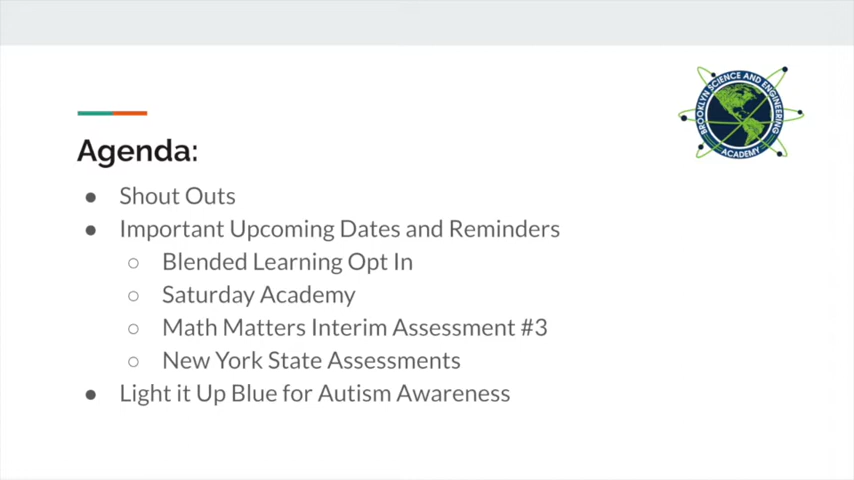 BROOKLYN SCIENCE AND ENGINEERING
ACADEMY
Agenda:
● Shout Outs
● Important Upcoming Dates and Reminders
○ Blended Learning Opt In
○ Saturday Academy
○ Math Matters Interim Assessment #3
○ New York State Assessments
● Light it Up Blue for Autism Awareness